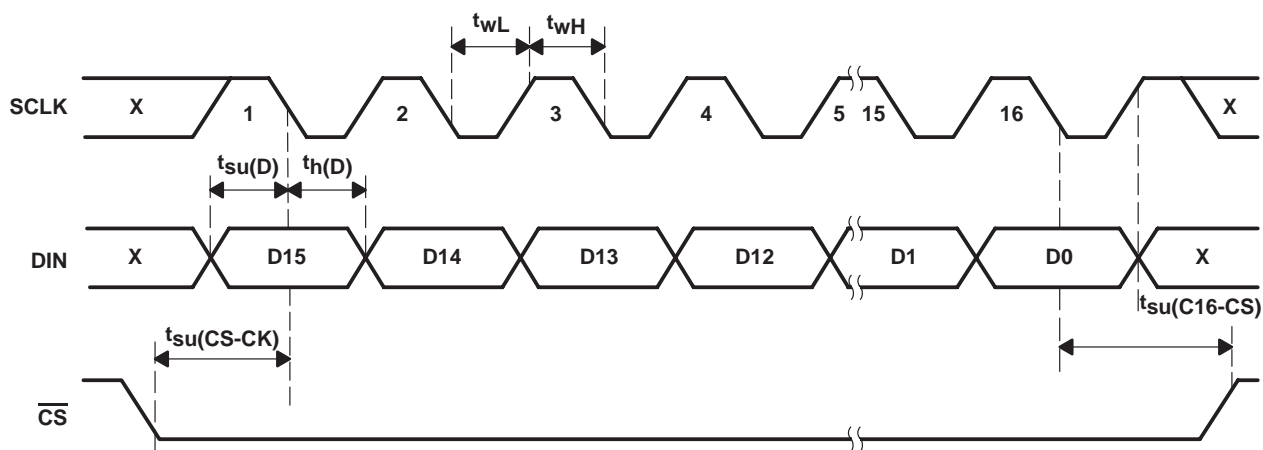 twL twH
SCLK X 1 2 3 4 5 15 16 X
tsu(D) th(D)
DIN X D15 D14 D13 D12 D1 D0 X
tsu(C16-CS)
tsu(CS-CK)
CS